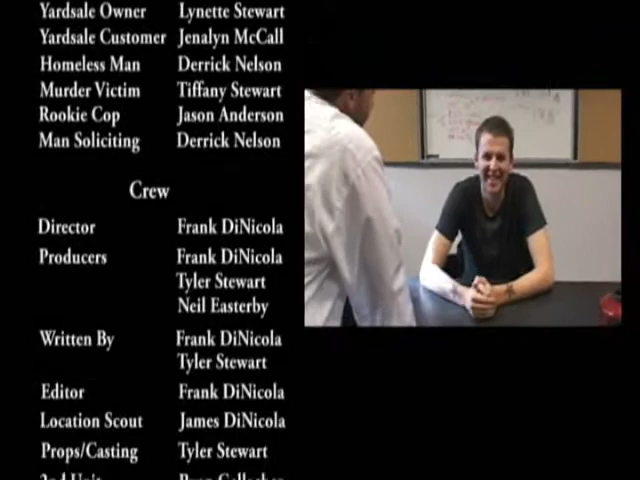 Yardsale Owner Lynette Stewart
Yardsale Customer Jenalyn McCall
Homeless Man Derrick Nelson
Murder Victim Tiffany Stewart
Rookie Cop Jason Anderson
Man Soliciting Derrick Nelson
Crew
Director Frank DiNicola
Producers Frank DiNicola
Tyler Stewart
Neil Easterby
Written By Frank DiNicola
Tyler Stewart
Editor Frank DiNicola
Location Scout James DiNicola
Props/Casting Tyler Stewart
2nd Unit